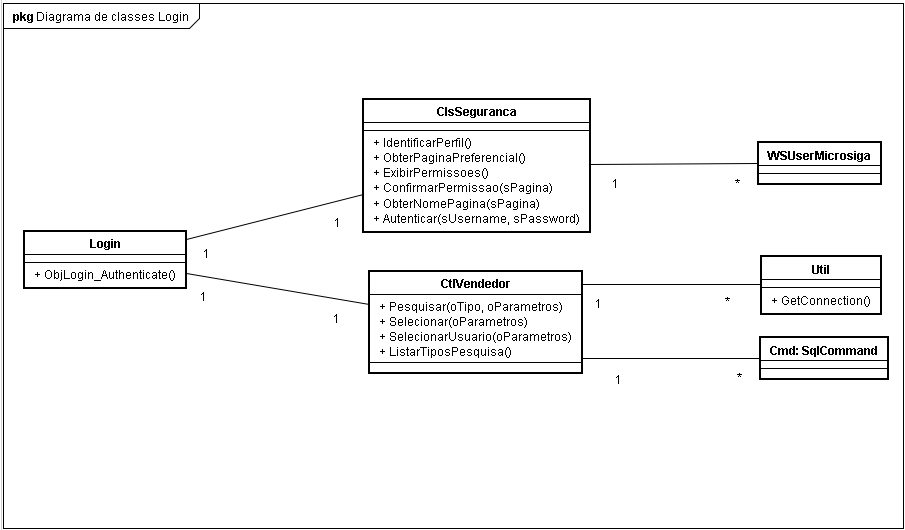 pkg Diagrama de classes Login
ClsSeguranca
+ IdentificarPerfil()
+ ObterPaginaPreferencial()
+ ExibirPermissoes()
+ ConfirmarPermissao(sPagina)
+ ObterNomePagina(sPagina)
+ Autenticar(sUsername, sPassword)
WSUserMicrosiga
1
*
1
Login
+ ObjLogin_Authenticate()
1
1
1
CtlVendedor
+ Pesquisar(oTipo, oParametros)
+ Selecionar(oParametros)
+ SelecionarUsuario(oParametros)
+ ListarTiposPesquisa()
Util
+ GetConnection()
1
*
Cmd: SqlCommand
1
*